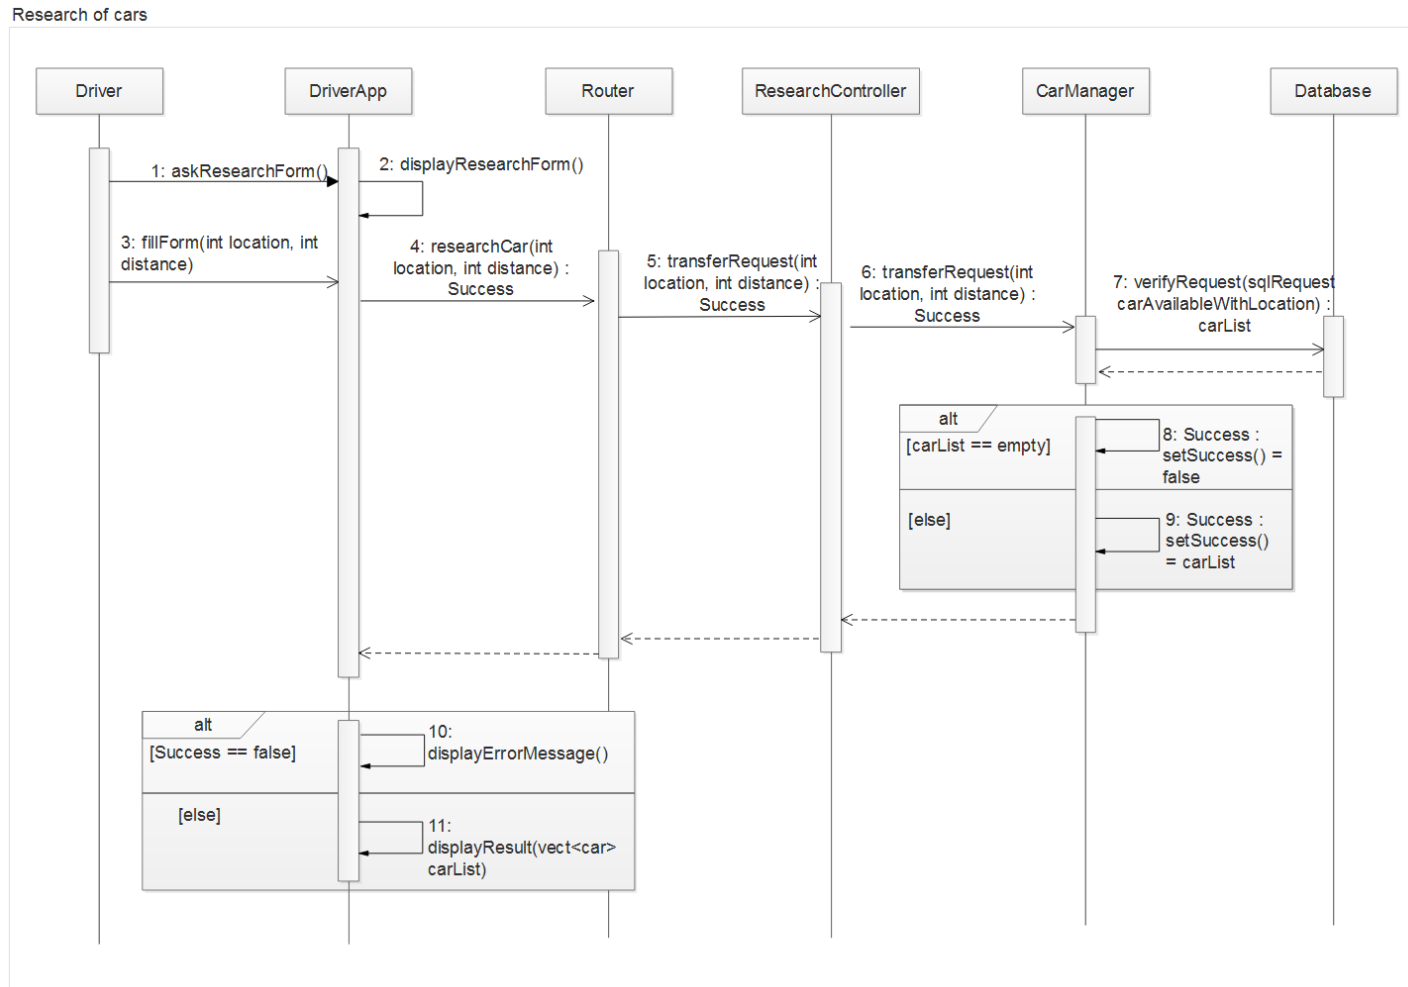 Research of cars
Driver
DriverApp
Router
ResearchController
CarManager
Database
1: askResearchForm()
2: displayResearchForm()
3: fillForm(int location, int
distance)
4: researchCar(int
location, int distance) :
Success
5: transferRequest(int
location, int distance) :
Success
6: transferRequest(int
location, int distance) :
Success
7: verifyRequest(sqlRequest
carAvailableWithLocation) :
carList
alt
[carList == empty]
8: Success :
setSuccess() =
false
[else]
9: Success :
setSuccess()
= carList
alt
[Success == false]
10:
displayErrorMessage()
[else]
11:
displayResult(vect<car>
carList)